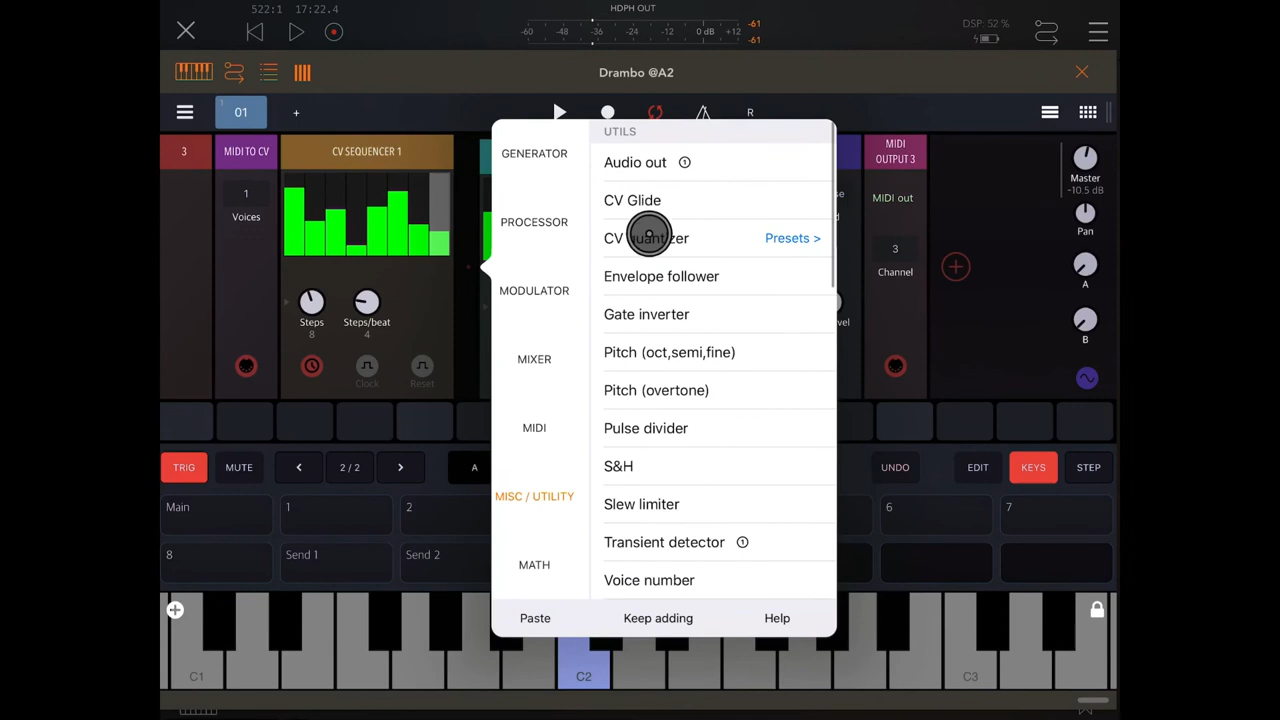 522:1
17:22.4
HDPH OUT
-60 -48 -36 -24 -12 0 dB +12
-61
-61
DSP: 52 %
Drambo @A2
1
01
+
R
3
MIDI TO CV
CV SEQUENCER 1
MIDI OUTPUT 3
1
Voices
Steps
8
Steps/beat
4
Clock
Reset
MIDI out
3
Channel
Master
-10.5 dB
Pan
A
B
GENERATOR
PROCESSOR
MODULATOR
MIXER
MIDI
MISC / UTILITY
MATH
UTILS
Audio out
CV Glide
CV quantizer Presets >
Envelope follower
Gate inverter
Pitch (oct,semi,fine)
Pitch (overtone)
Pulse divider
S&H
Slew limiter
Transient detector
Voice number
Paste
Keep adding
Help
TRIG
MUTE
<
2 / 2
>
A
UNDO
EDIT
KEYS
STEP
Main
1
2
6
7
8
Send 1
Send 2
C1
C2
C3